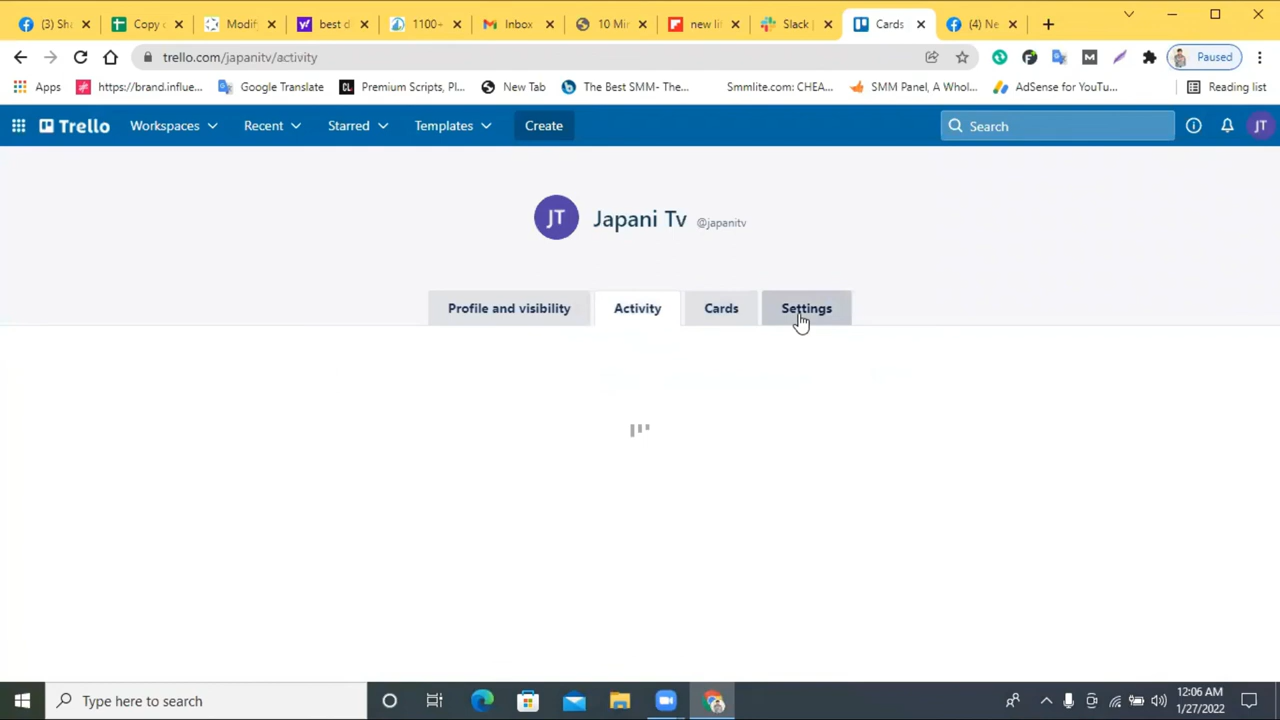 (3) Sh
Copy
Modif
best d
1100+
Inbox
10 Mi
new li
Slack
Cards
(4) Ne
trello.com/japanitv/activity
Paused
Apps
https://brand.influe...
Google Translate
Premium Scripts, Pl...
New Tab
The Best SMM- The...
Smmlite.com: CHEA...
SMM Panel, A Whol...
AdSense for YouTu...
Reading list
Trello
Workspaces
Recent
Starred
Templates
Create
Search
JT
JT
Japani Tv @japanitv
Profile and visibility
Activity
Cards
Settings
Type here to search
12:06 AM
1/27/2022